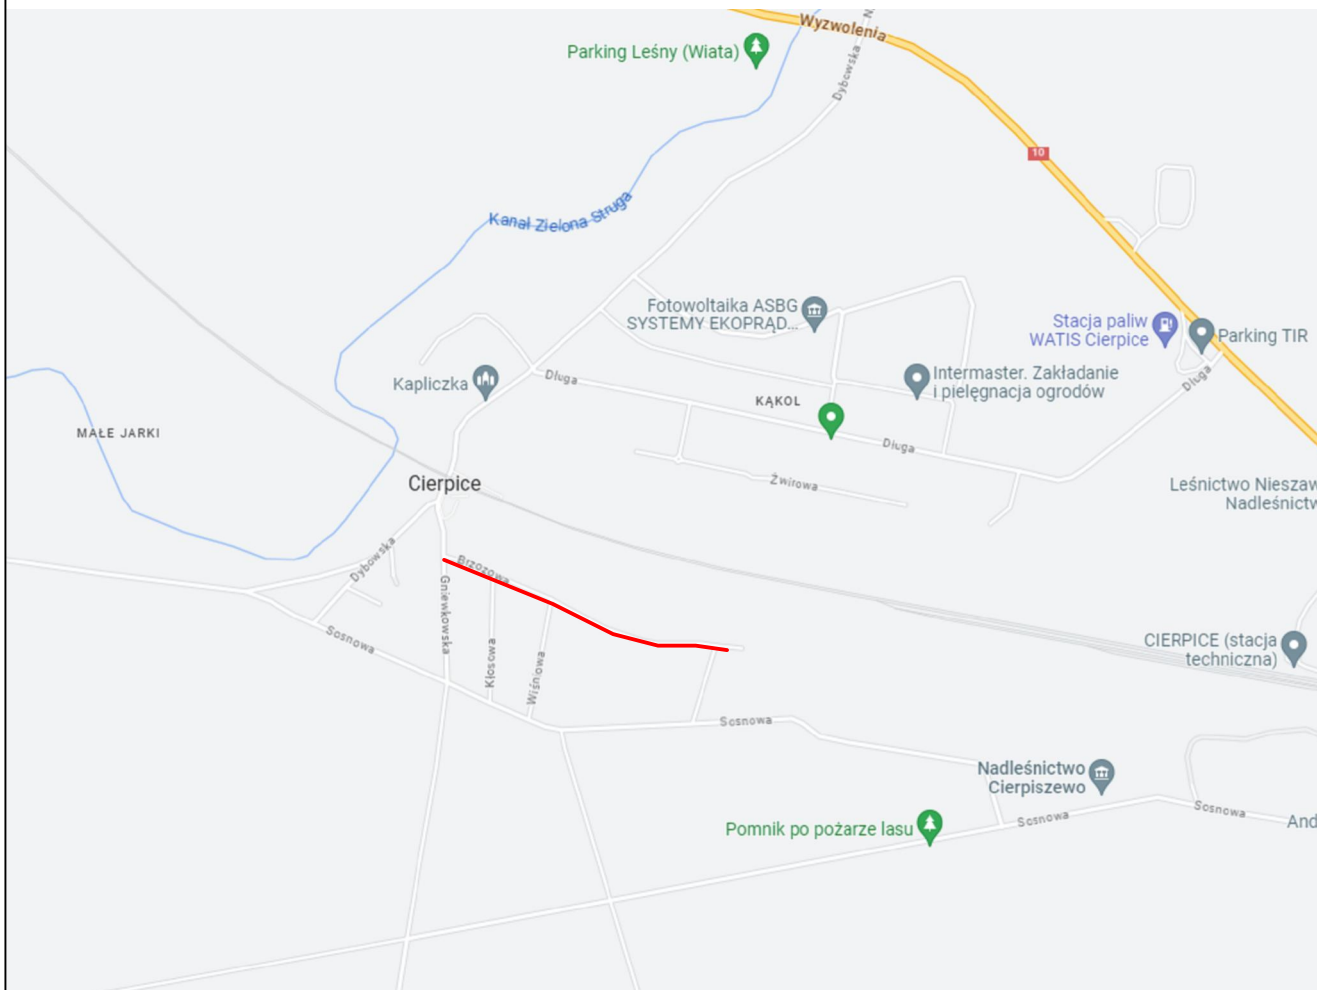 Wyzwolenia
N
Parking Leśny (Wiata)
Dybowska
10
Kanał Zielona Struga
Fotowoltaika ASBG
SYSTEMY EKOPRĄD...
Stacja paliw
WATIS Cierpice
Parking TIR
Kapliczka
Długa
Intermaster. Zakładanie
i pielęgnacja ogrodów
Długa
KĄKOL
MAŁE JARKI
Długa
Cierpice
Żwirowa
Leśnictwo Nieszaw
Nadleśnictw
Dybowska
Brzozowa
Gniewkowska
Sosnowa
Kłosowa
Wiśniowa
CIERPICE (stacja
techniczna)
Sosnowa
Nadleśnictwo
Cierpiszewo
Sosnowa
Sosnowa
And
Pomnik po pożarze lasu